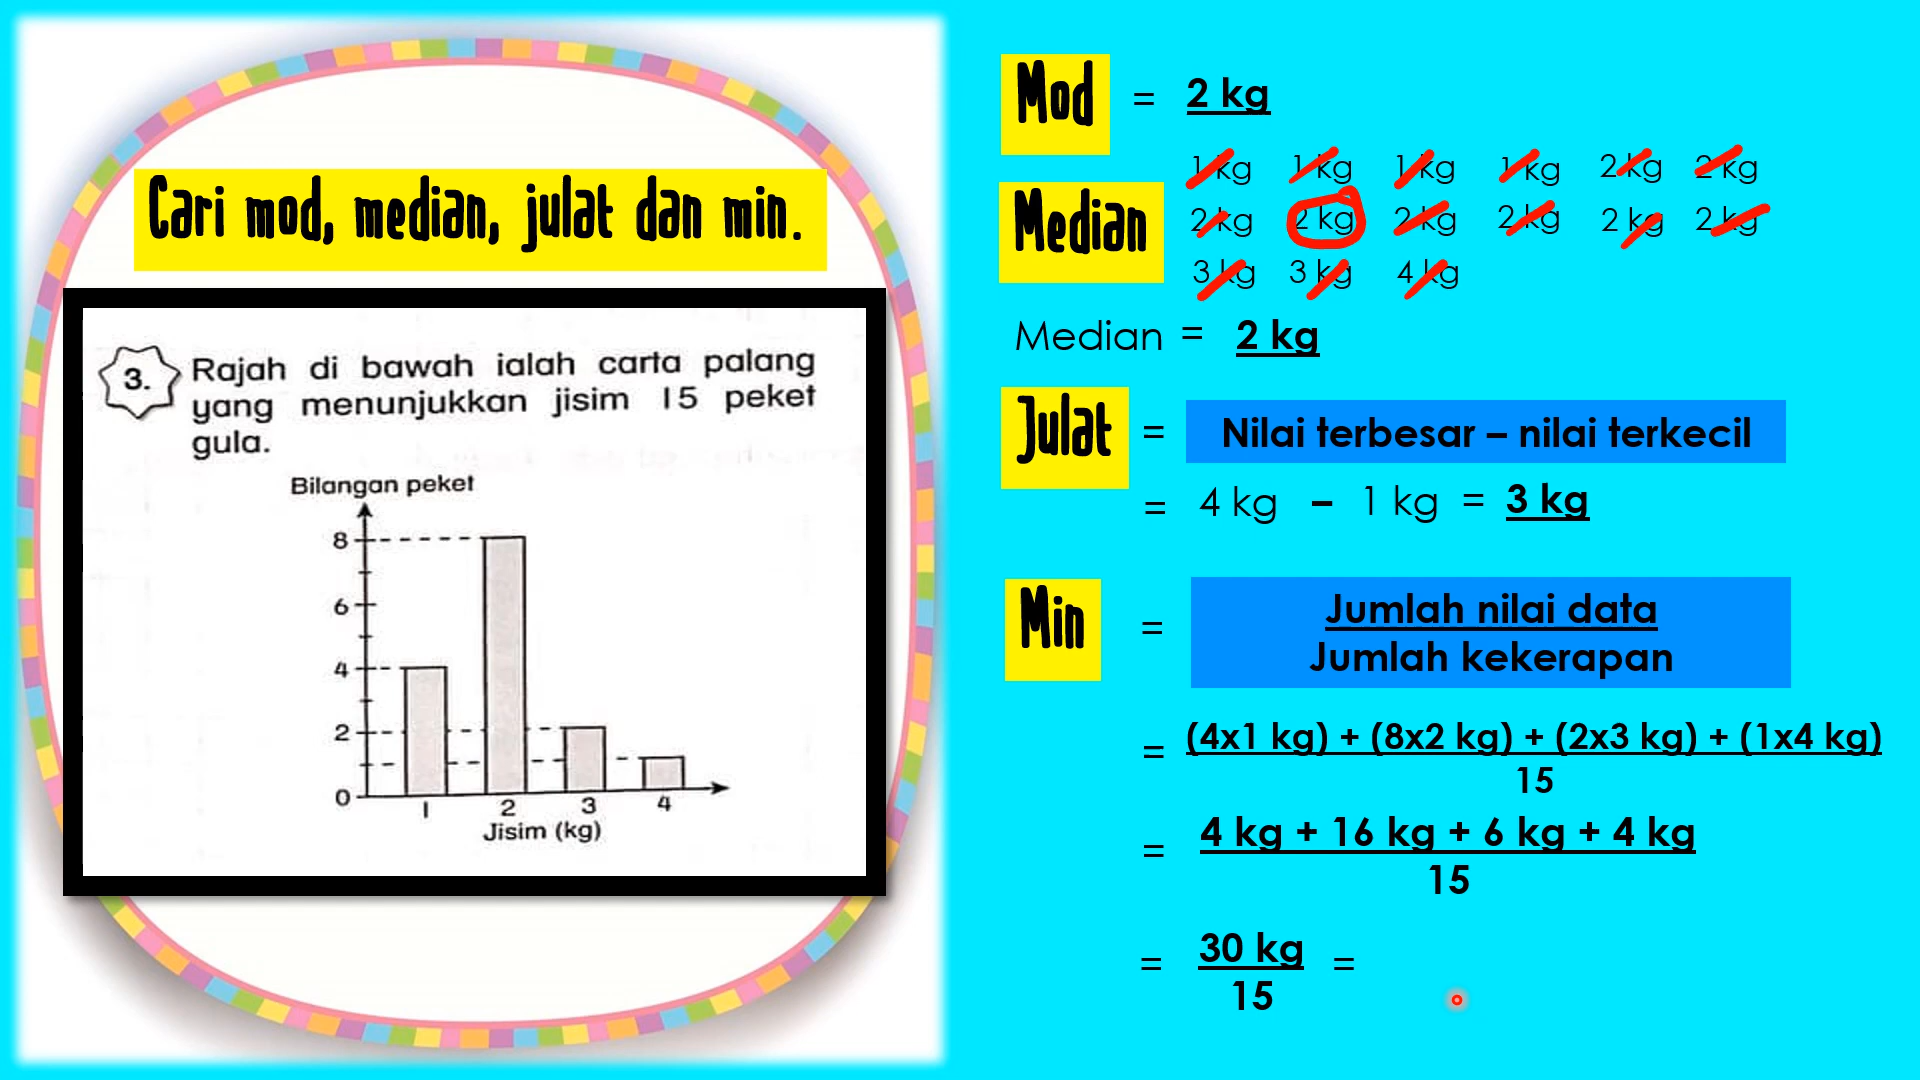 Cari mod, median, julat dan min.
3. Rajah di bawah ialah carta palang
yang menunjukkan jisim 15 peket
gula.
Bilangan peket
8
6
4
2
0
1 2 3 4
Jisim (kg)
Mod = 2 kg
Median
1 kg 1 kg 1 kg 1 kg 2 kg 2 kg
2 kg 2 kg 2 kg 2 kg 2 kg 2 kg
3 kg 3 kg 4 kg
Median = 2 kg
Julat = Nilai terbesar – nilai terkecil
= 4 kg – 1 kg = 3 kg
Min = Jumlah nilai data
Jumlah kekerapan
= (4x1 kg) + (8x2 kg) + (2x3 kg) + (1x4 kg)
15
= 4 kg + 16 kg + 6 kg + 4 kg
15
= 30 kg =
15